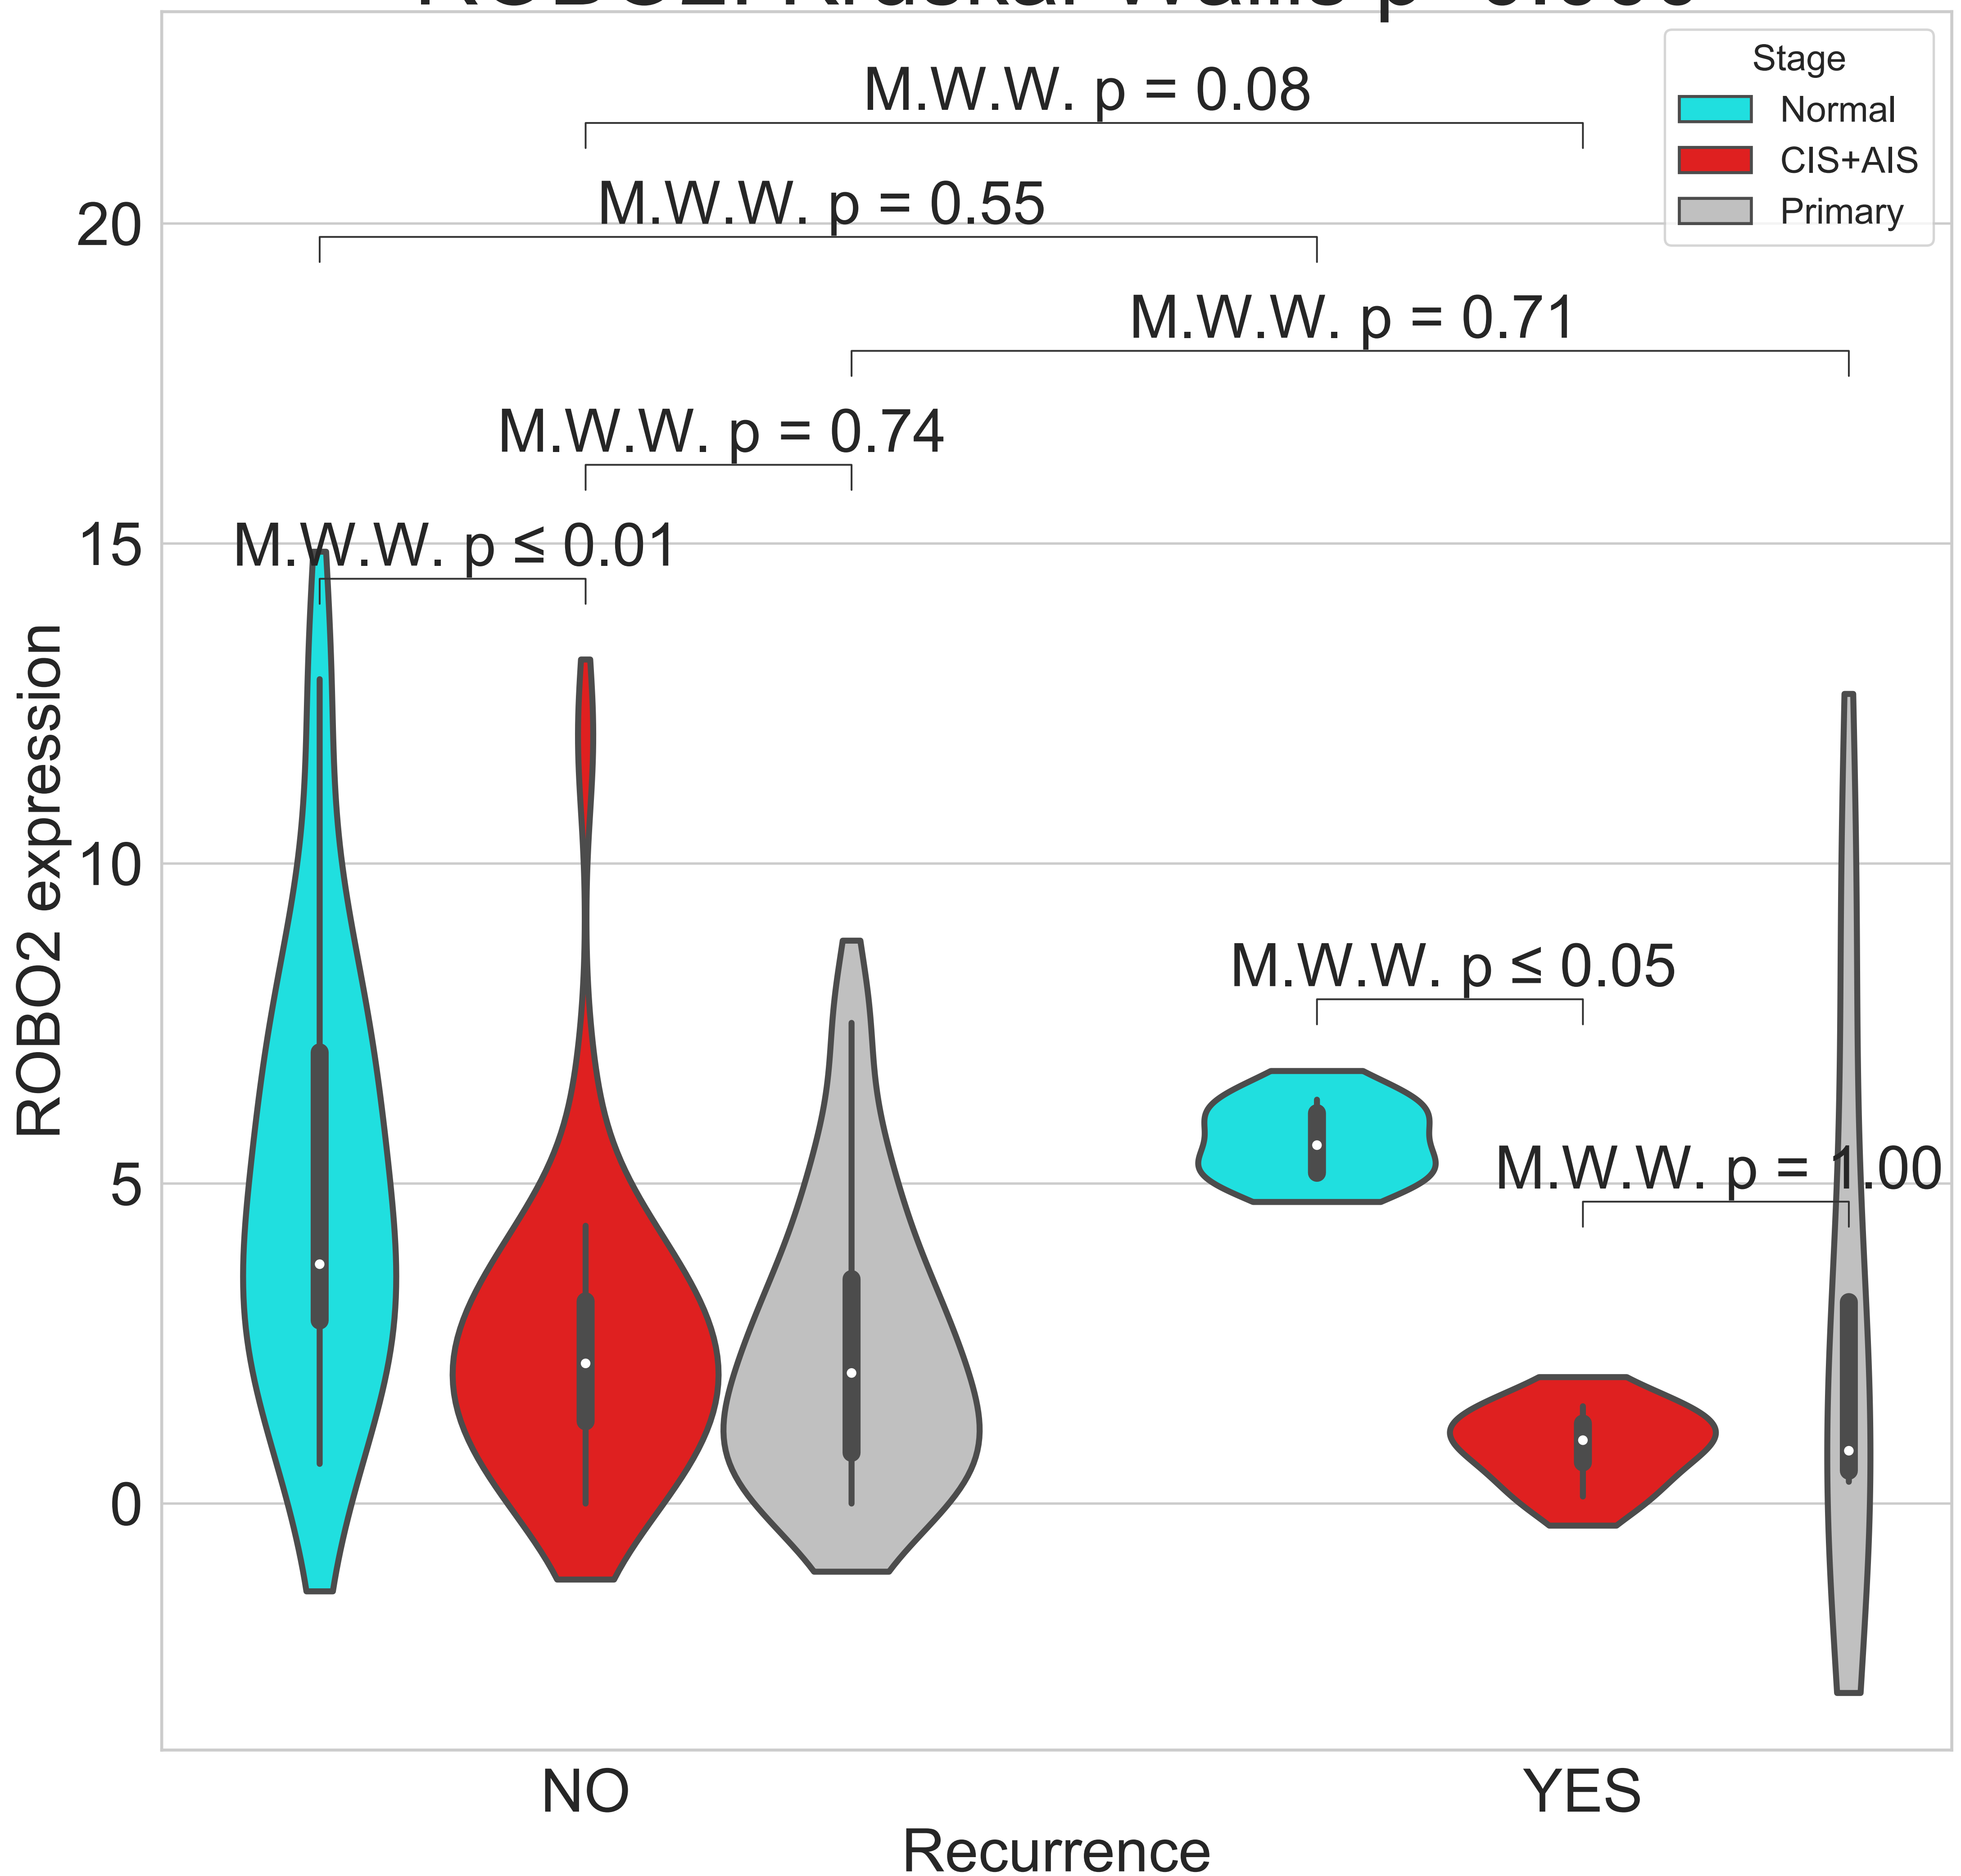 Stage
Normal
CIS+AIS
Primary
M.W.W. p = 0.08
M.W.W. p = 0.55
M.W.W. p = 0.71
M.W.W. p = 0.74
M.W.W. p ≤ 0.01
M.W.W. p ≤ 0.05
M.W.W. p = 1.00
20
15
10
5
0
ROBO2 expression
NO
YES
Recurrence